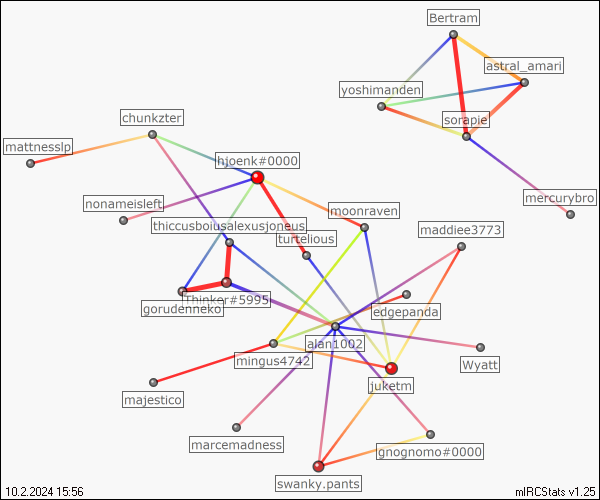 Bertram
astral_amari
yoshimanden
sorapie
chunkzter
mattnesslp
hjoenk#0000
mercurybro
nonameisleft
moonraven
thiccusboiusalexusjoneus
turtelious
maddiee3773
Thinker#5995
gorudenneko
edgepanda
alan1002
mingus4742
Wyatt
juketm
majestico
marcemadness
gnognomo#0000
swanky.pants
10.2.2024 15:56
mIRCStats v1.25